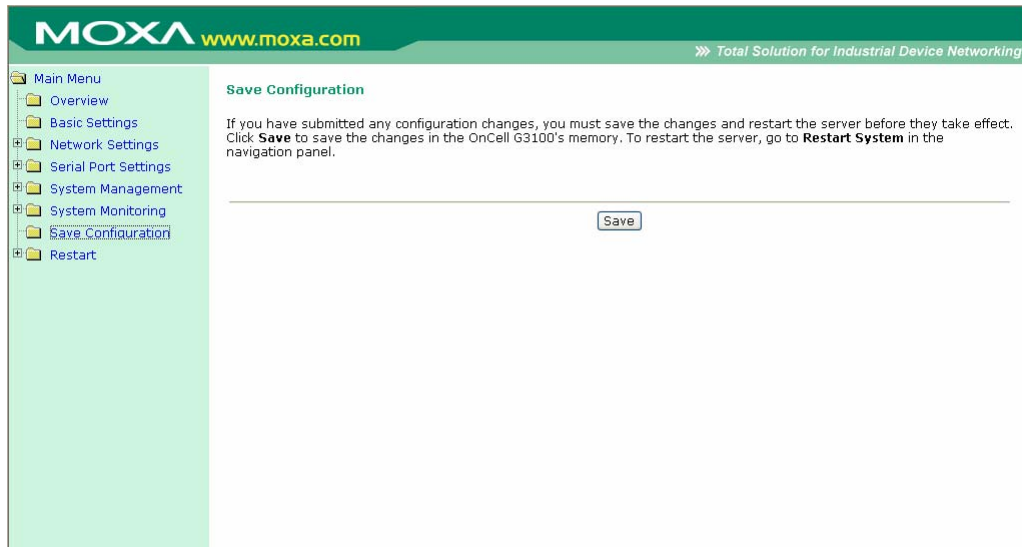 MOXA www.moxa.com
Total Solution for Industrial Device Networking
Main Menu
Overview
Basic Settings
Network Settings
Serial Port Settings
System Management
System Monitoring
Save Configuration
Restart
Save Configuration
If you have submitted any configuration changes, you must save the changes and restart the server before they take effect.
Click Save to save the changes in the OnCell G3100's memory. To restart the server, go to Restart System in the
navigation panel.
Save